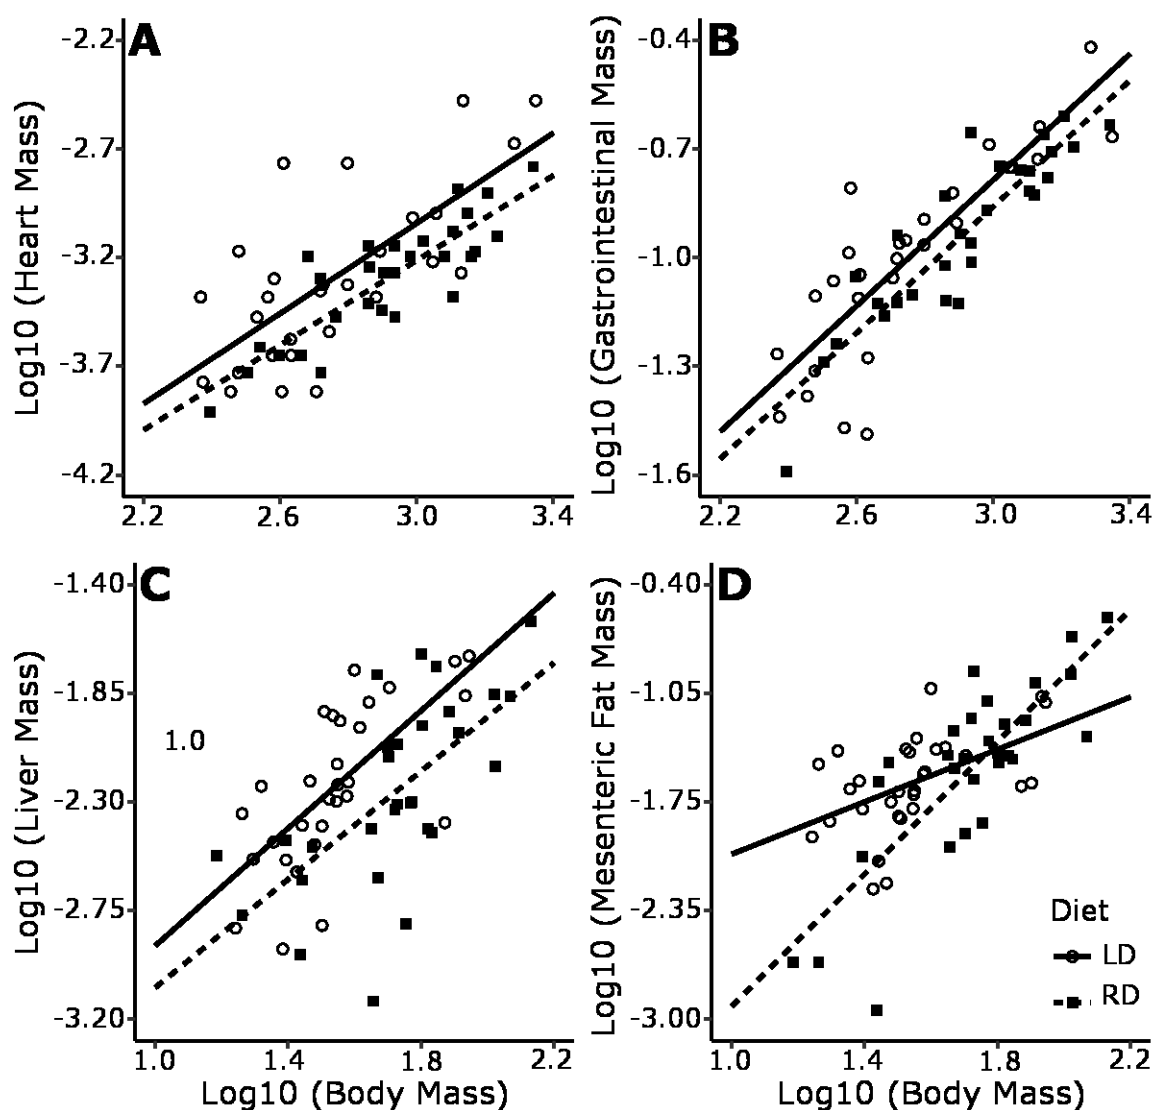 A
Log10 (Heart Mass)
-2.2
-2.7
-3.2
-3.7
-4.2
2.2 2.6 3.0 3.4
B
Log10 (Gastrointestinal Mass)
-0.4
-0.7
-1.0
-1.3
-1.6
2.2 2.6 3.0 3.4
C
Log10 (Liver Mass)
-1.40
-1.85
-2.30
-2.75
-3.20
1.0
1.0 1.4 1.8 2.2
Log10 (Body Mass)
D
Log10 (Mesenteric Fat Mass)
-0.40
-1.05
-1.75
-2.35
-3.00
Diet
LD
RD
1.0 1.4 1.8 2.2
Log10 (Body Mass)